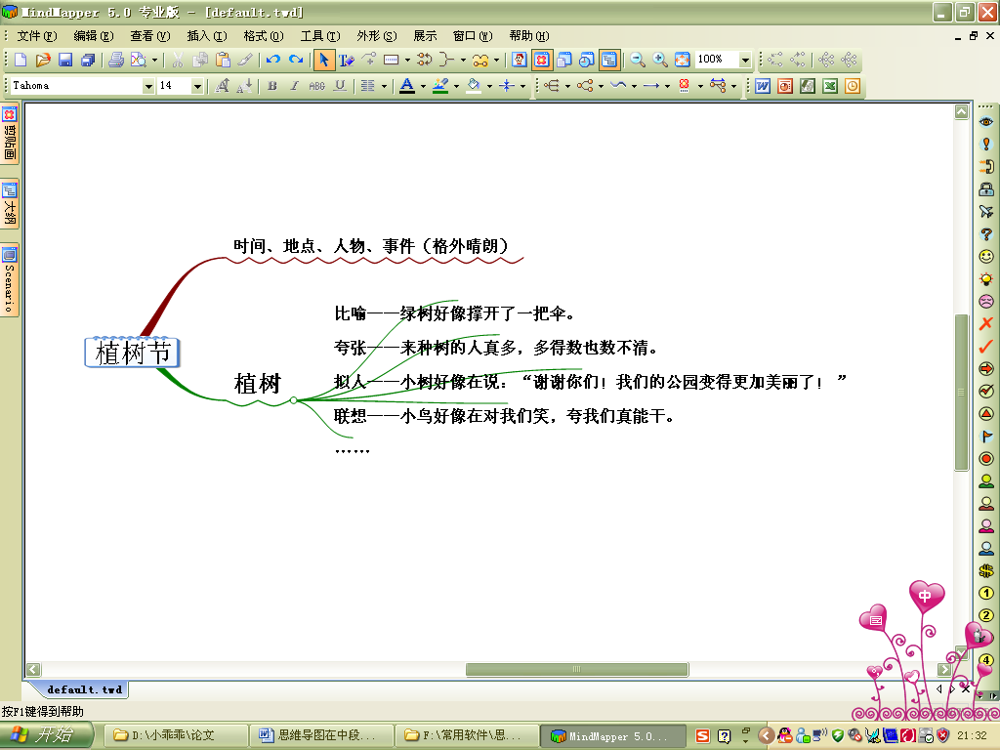 MindMapper 5.0 专业版 - [default.twd]
文件(F) 编辑(E) 查看(V) 插入(I) 格式(O) 工具(T) 外形(S) 展示 窗口(W) 帮助(H)
100%
Tahoma 14
剪贴画
大纲
Scenario
时间、地点、人物、事件（格外晴朗）
植树节
植树
比喻——绿树好像撑开了一把伞。
夸张——来种树的人真多，多得数也数不清。
拟人——小树好像在说：“谢谢你们！我们的公园变得更加美丽了！”
联想——小鸟好像在对我们笑，夸我们真能干。
……
中
1
2
4
default.twd
按F1键得到帮助
开始 D:\小乖乖\论文 思维导图在中段... F:\常用软件\思... MindMapper 5.0... 21:32